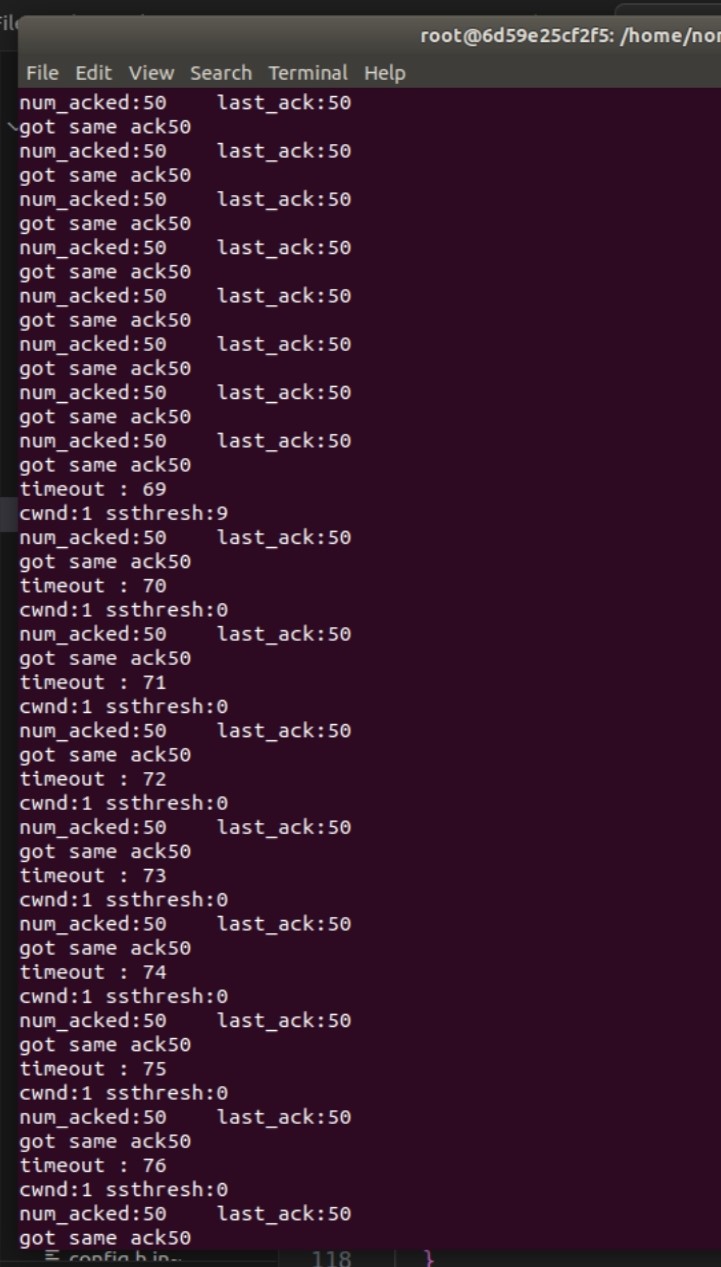 root@6d59e25cf2f5: /home/nor
File Edit View Search Terminal Help
num_acked:50 last_ack:50
got same ack50
num_acked:50 last_ack:50
got same ack50
num_acked:50 last_ack:50
got same ack50
num_acked:50 last_ack:50
got same ack50
num_acked:50 last_ack:50
got same ack50
num_acked:50 last_ack:50
got same ack50
num_acked:50 last_ack:50
got same ack50
num_acked:50 last_ack:50
got same ack50
timeout : 69
cwnd:1 ssthresh:9
num_acked:50 last_ack:50
got same ack50
timeout : 70
cwnd:1 ssthresh:0
num_acked:50 last_ack:50
got same ack50
timeout : 71
cwnd:1 ssthresh:0
num_acked:50 last_ack:50
got same ack50
timeout : 72
cwnd:1 ssthresh:0
num_acked:50 last_ack:50
got same ack50
timeout : 73
cwnd:1 ssthresh:0
num_acked:50 last_ack:50
got same ack50
timeout : 74
cwnd:1 ssthresh:0
num_acked:50 last_ack:50
got same ack50
timeout : 75
cwnd:1 ssthresh:0
num_acked:50 last_ack:50
got same ack50
timeout : 76
cwnd:1 ssthresh:0
num_acked:50 last_ack:50
got same ack50
config.h.in~ 118 }